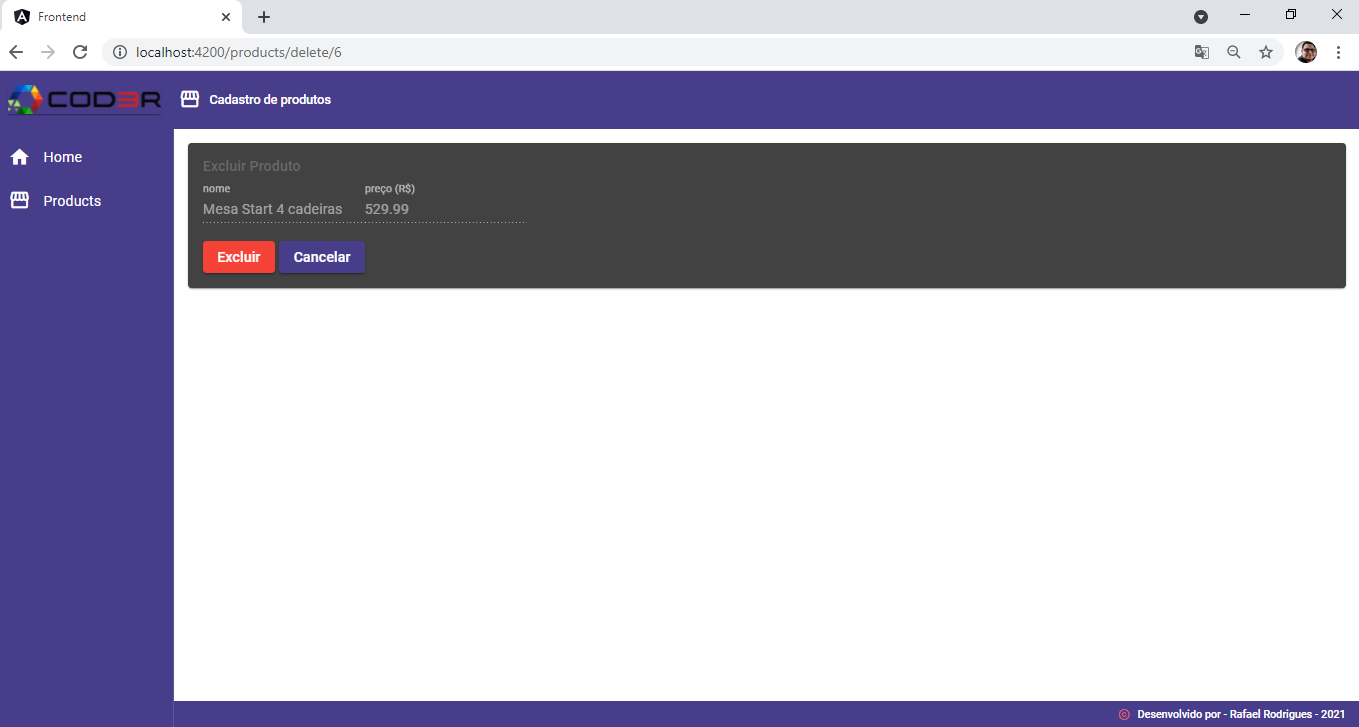 Frontend
localhost:4200/products/delete/6
COD3R
Cadastro de produtos
Home
Products
Excluir Produto
nome preço (R$)
Mesa Start 4 cadeiras 529.99
Excluir Cancelar
Desenvolvido por - Rafael Rodrigues - 2021